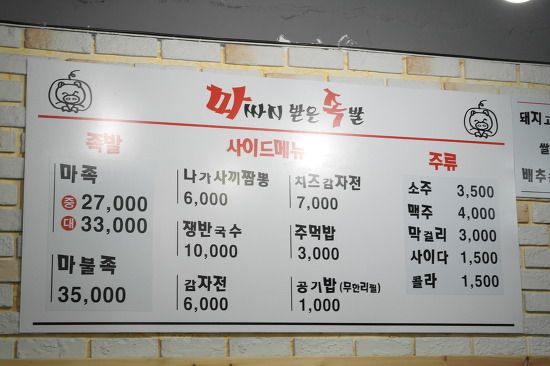 마싸지 받은 족발
족발
마족
중 27,000
대 33,000
마불족
35,000
사이드메뉴
나가사끼짬뽕
6,000
쟁반국수
10,000
감자전
6,000
치즈감자전
7,000
주먹밥
3,000
공기밥(무한리필)
1,000
주류
소주 3,500
맥주 4,000
막걸리 3,000
사이다 1,500
콜라 1,500
돼지고
쌀
배추